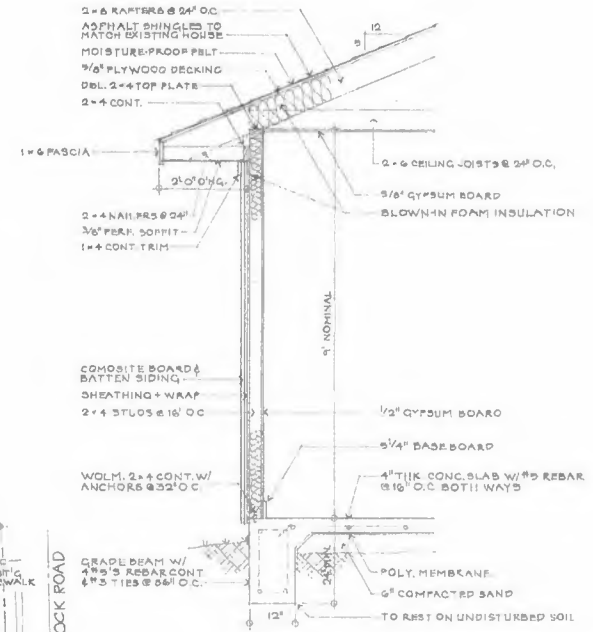 2×6 RAFTERS @ 24" O.C.
ASPHALT SHINGLES TO
MATCH EXISTING HOUSE
MOISTURE-PROOF FELT
5/8" PLYWOOD DECKING
DBL. 2×4 TOP PLATE
2×4 CONT.
1×6 FASCIA
2'0" O'HG.
2×4 NAILERS @ 24"
3/8" PERF. SOFFIT
1×4 CONT. TRIM
12
5
2×6 CEILING JOISTS @ 24" O.C.
5/8" GYPSUM BOARD
BLOWN-IN FOAM INSULATION
9' NOMINAL
COMOSITE BOARD &
BATTEN SIDING
SHEATHING + WRAP
2×4 STUDS @ 16" O.C
1/2" GYPSUM BOARD
5 1/4" BASEBOARD
WOLM. 2×4 CONT. W/
ANCHORS @ 32" O.C.
4" THK CONC. SLAB W/ #3 REBAR
@ 16" O.C. BOTH WAYS
GRADE BEAM W/
4 #5'S REBAR CONT
& #3 TIES @ 36" O.C.
POLY. MEMBRANE
6" COMPACTED SAND
TO REST ON UNDISTURBED SOIL
12"
OCK ROAD
WALK